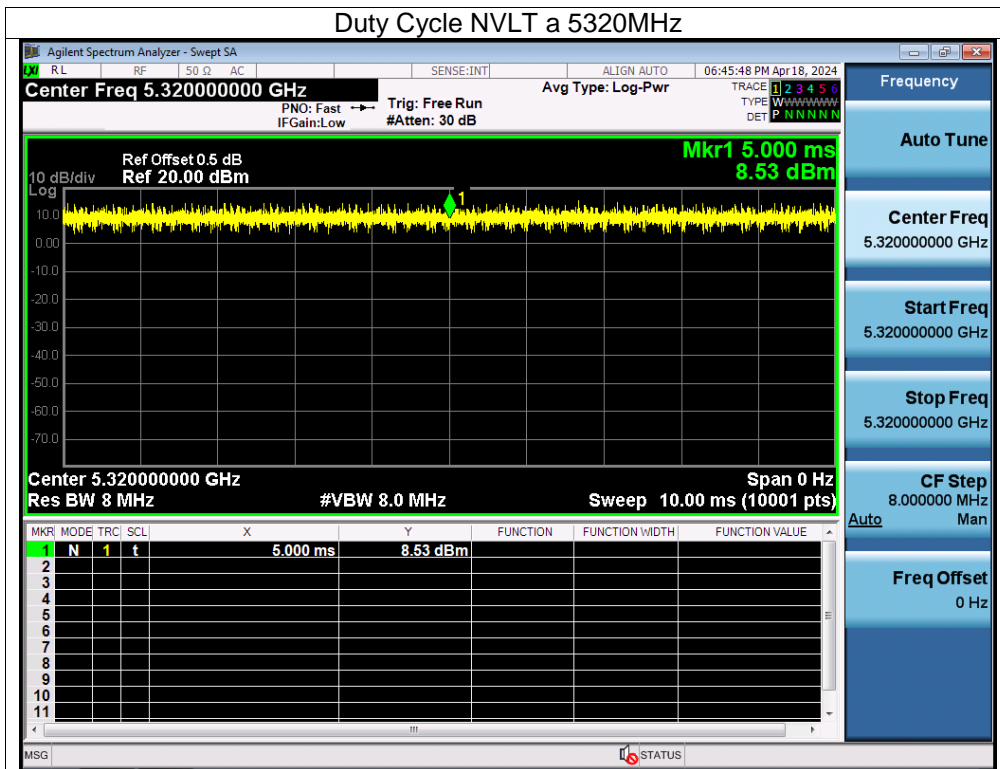 Duty Cycle NVLT a 5320MHz
Agilent Spectrum Analyzer - Swept SA
LXI RL RF 50 Ω AC SENSE:INT ALIGN AUTO 06:45:48 PM Apr 18, 2024
Center Freq 5.320000000 GHz
PNO: Fast
IFGain:Low
Trig: Free Run
#Atten: 30 dB
Avg Type: Log-Pwr
TRACE 1 2 3 4 5 6
TYPE WWWWWW
DET P N N N N N
Mkr1 5.000 ms
8.53 dBm
Ref Offset 0.5 dB
10 dB/div Ref 20.00 dBm
Log
1
10.0
0.00
-10.0
-20.0
-30.0
-40.0
-50.0
-60.0
-70.0
Center 5.320000000 GHz Span 0 Hz
Res BW 8 MHz #VBW 8.0 MHz Sweep 10.00 ms (10001 pts)
MKR MODE TRC SCL X Y FUNCTION FUNCTION WIDTH FUNCTION VALUE
1 N 1 t 5.000 ms 8.53 dBm
2
3
4
5
6
7
8
9
10
11
MSG STATUS
Frequency
Auto Tune
Center Freq
5.320000000 GHz
Start Freq
5.320000000 GHz
Stop Freq
5.320000000 GHz
CF Step
8.000000 MHz
Auto Man
Freq Offset
0 Hz